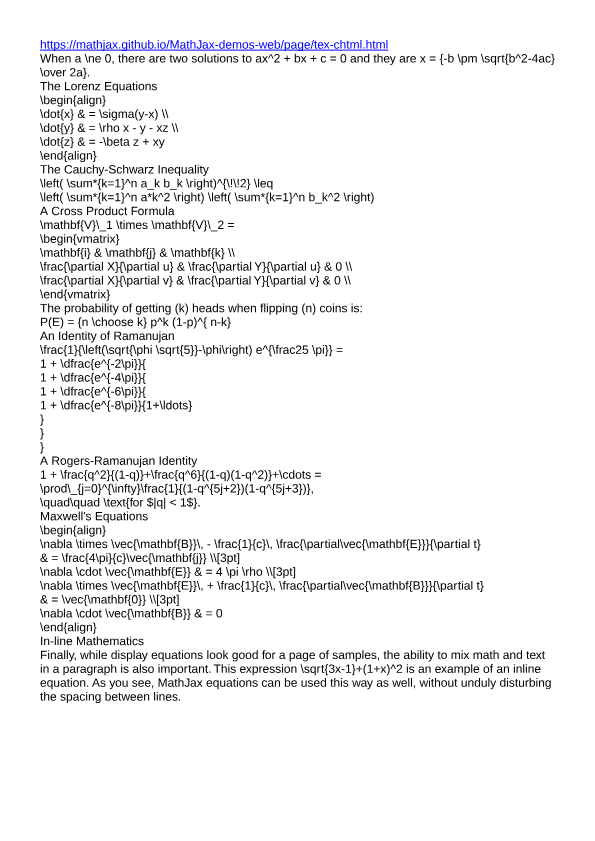 https://mathjax.github.io/MathJax-demos-web/page/tex-chtml.html
When a \ne 0, there are two solutions to ax^2 + bx + c = 0 and they are x = {-b \pm \sqrt{b^2-4ac}
\over 2a}.
The Lorenz Equations
\begin{align}
\dot{x} & = \sigma(y-x) \\
\dot{y} & = \rho x - y - xz \\
\dot{z} & = -\beta z + xy
\end{align}
The Cauchy-Schwarz Inequality
\left( \sum*{k=1}^n a_k b_k \right)^{\!\!2} \leq
\left( \sum*{k=1}^n a*k^2 \right) \left( \sum*{k=1}^n b_k^2 \right)
A Cross Product Formula
\mathbf{V}\_1 \times \mathbf{V}\_2 =
\begin{vmatrix}
\mathbf{i} & \mathbf{j} & \mathbf{k} \\
\frac{\partial X}{\partial u} & \frac{\partial Y}{\partial u} & 0 \\
\frac{\partial X}{\partial v} & \frac{\partial Y}{\partial v} & 0 \\
\end{vmatrix}
The probability of getting (k) heads when flipping (n) coins is:
P(E) = {n \choose k} p^k (1-p)^{ n-k}
An Identity of Ramanujan
\frac{1}{\left(\sqrt{\phi \sqrt{5}}-\phi\right) e^{\frac25 \pi}} =
1 + \dfrac{e^{-2\pi}}{
1 + \dfrac{e^{-4\pi}}{
1 + \dfrac{e^{-6\pi}}{
1 + \dfrac{e^{-8\pi}}{1+\ldots}
}
}
}
A Rogers-Ramanujan Identity
1 + \frac{q^2}{(1-q)}+\frac{q^6}{(1-q)(1-q^2)}+\cdots =
\prod\_{j=0}^{\infty}\frac{1}{(1-q^{5j+2})(1-q^{5j+3})},
\quad\quad \text{for $|q| < 1$}.
Maxwell's Equations
\begin{align}
\nabla \times \vec{\mathbf{B}}\, - \frac{1}{c}\, \frac{\partial\vec{\mathbf{E}}}{\partial t}
& = \frac{4\pi}{c}\vec{\mathbf{j}} \\[3pt]
\nabla \cdot \vec{\mathbf{E}} & = 4 \pi \rho \\[3pt]
\nabla \times \vec{\mathbf{E}}\, + \frac{1}{c}\, \frac{\partial\vec{\mathbf{B}}}{\partial t}
& = \vec{\mathbf{0}} \\[3pt]
\nabla \cdot \vec{\mathbf{B}} & = 0
\end{align}
In-line Mathematics
Finally, while display equations look good for a page of samples, the ability to mix math and text
in a paragraph is also important. This expression \sqrt{3x-1}+(1+x)^2 is an example of an inline
equation. As you see, MathJax equations can be used this way as well, without unduly disturbing
the spacing between lines.